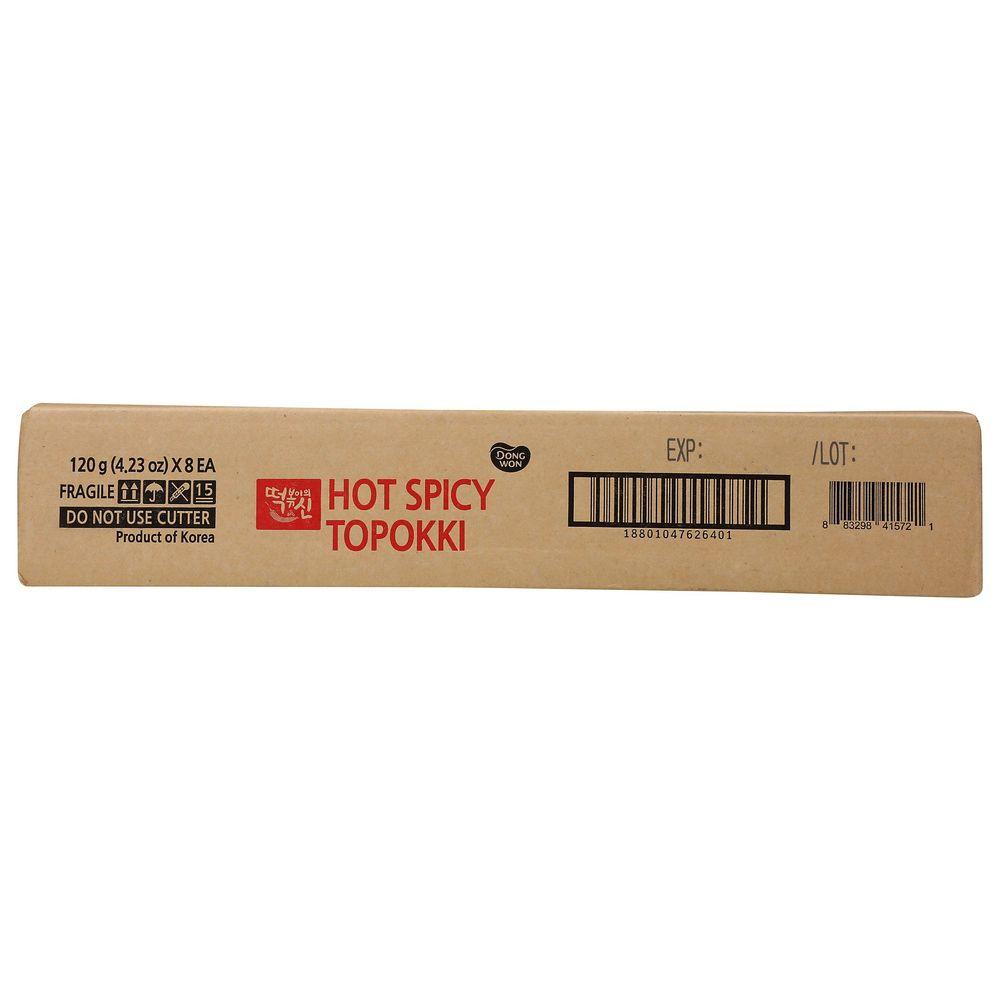 120 g (4.23 oz) X 8 EA
FRAGILE 15
DO NOT USE CUTTER
Product of Korea
떡볶이의신
HOT SPICY
TOPOKKI
DONG
WON
EXP: /LOT:
18801047626401
8 83298 41572 1